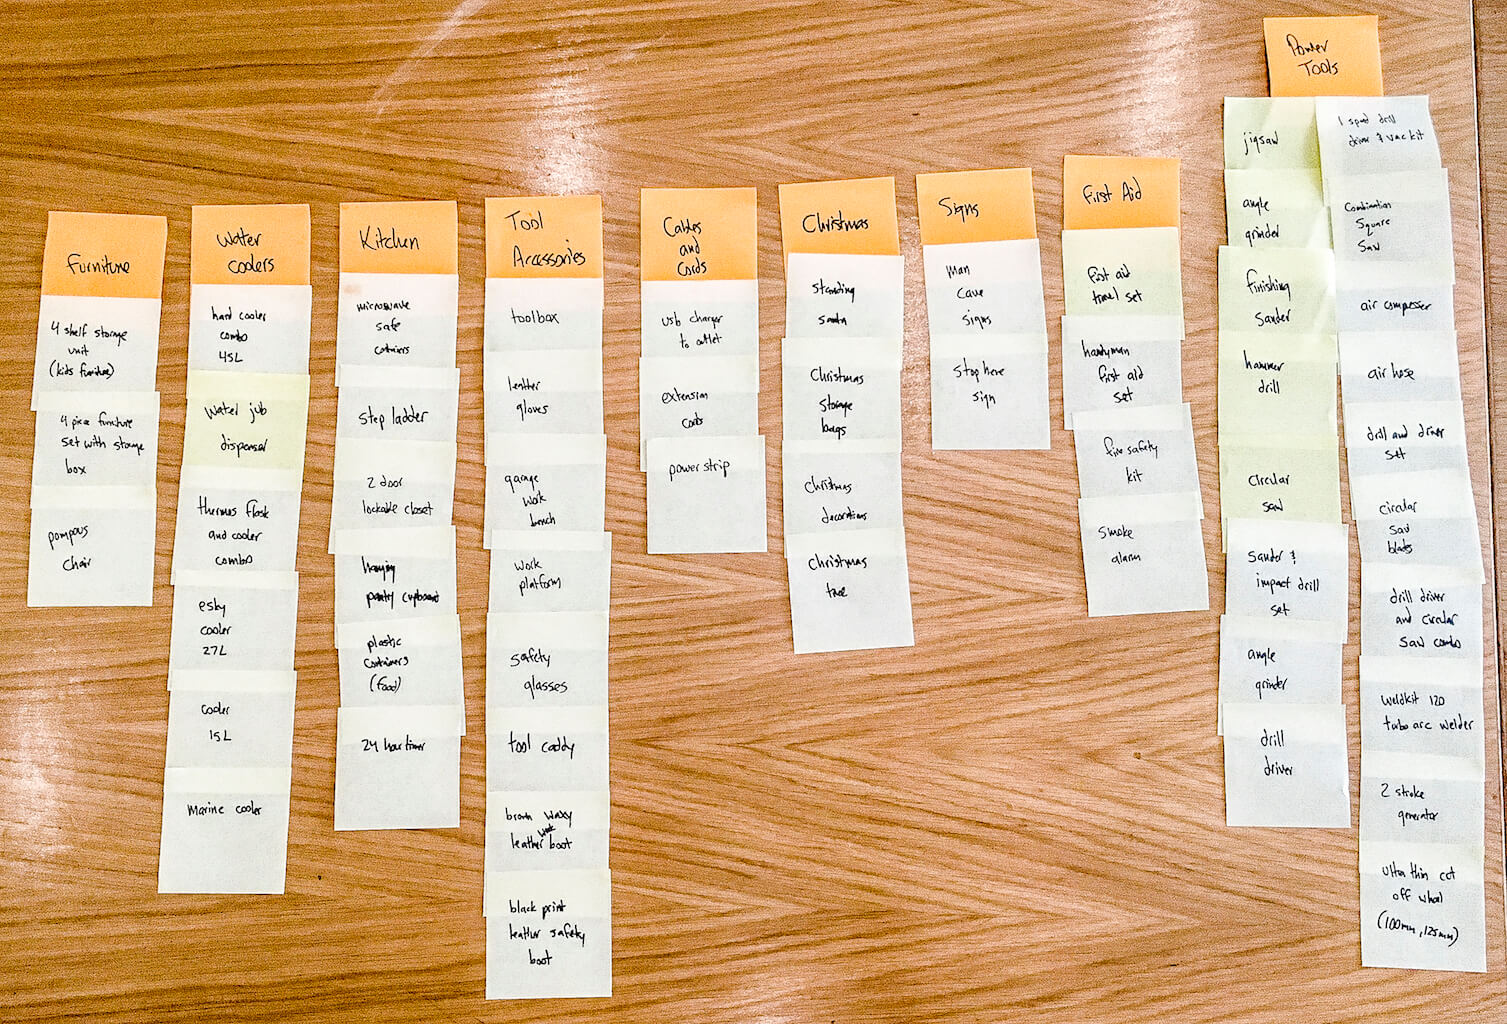 Furniture
4 shelf storage
unit
(kids furniture)
4 piece furniture
set with storage
box
pompous
chair
Water
coolers
hard cooler
combo
45L
Water jub
dispenser
thermus flask
and cooler
combo
esky
cooler
27L
cooler
15L
Marine cooler
Kitchen
microwave
safe
containers
Step ladder
2 door
lockable closet
hanging
pantry cupboard
plastic
containers
(food)
24 hour timer
Tool
Accessories
toolbox
leather
gloves
garage
work
bench
work
platform
safety
glasses
tool caddy
brown waxy
work
leather boot
black print
leather safety
boot
Cables
and
Cords
usb charger
to outlet
extension
cords
power strip
Christmas
Standing
santa
Christmas
Storage
bags
Christmas
decorations
Christmas
tree
Signs
man
cave
signs
Stop here
sign
First Aid
first aid
travel set
handyman
first aid
set
fire safety
kit
smoke
alarm
Power
Tools
jigsaw
angle
grinder
finishing
sander
hammer
drill
circular
saw
Sander &
impact drill
set
angle
grinder
drill
driver
1 speed drill
driver & vac kit
Combination
Square
Saw
air compesser
air hose
drill and driver
set
circular
saw
blades
drill driver
and circular
saw combo
Weldkit 120
turbo arc welder
2 stroke
generator
Ultra thin cut
off wheel
(100mm, 125mm)